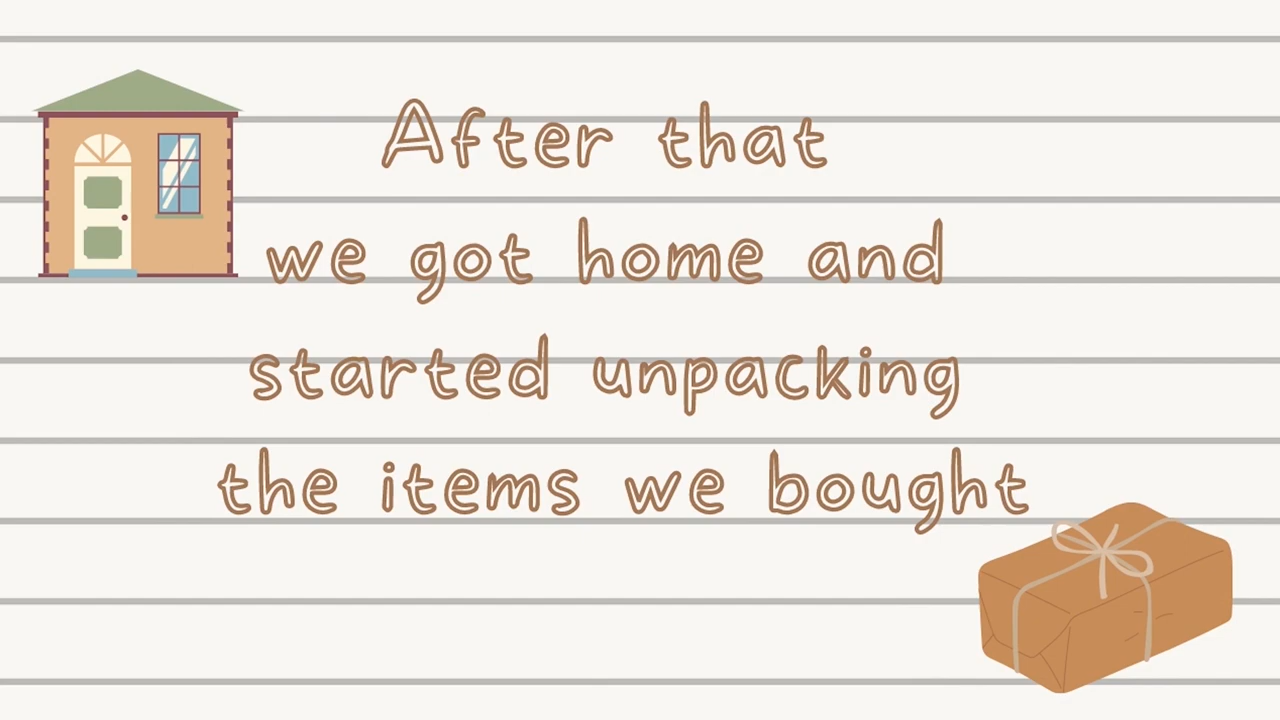 After that
we got home and
started unpacking
the items we bought